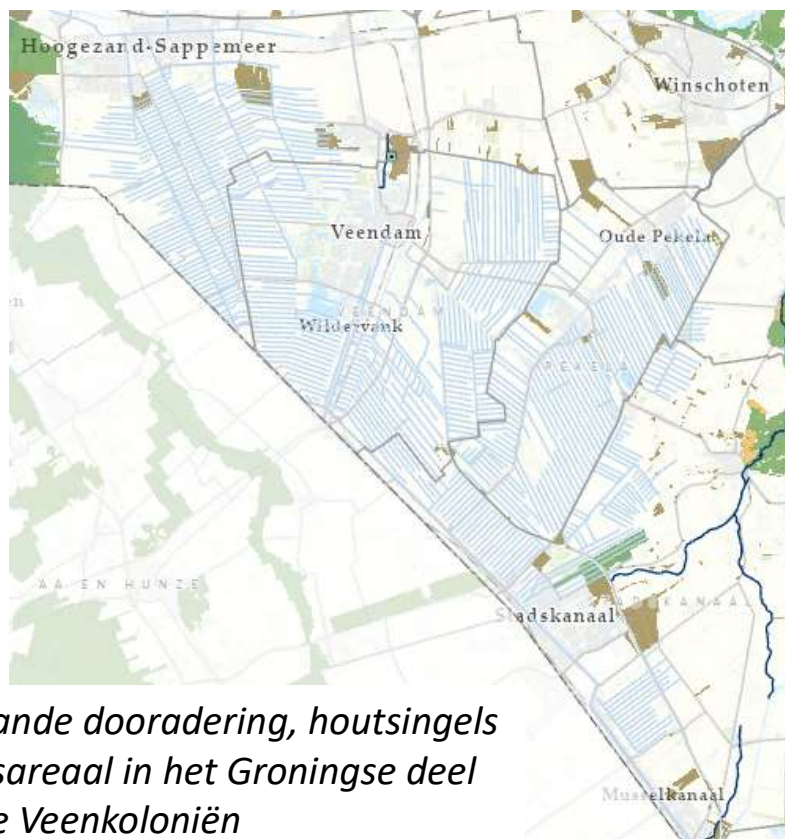 Hoogezand-Sappemeer
Winschoten
Veendam
Oude Pekela
VEENDAM
Wildervank
PEKELA
AA EN HUNZE
STADSKANAAL
Stadskanaal
Musselkanaal
ande dooradering, houtsingels
sareaal in het Groningse deel
e Veenkoloniën